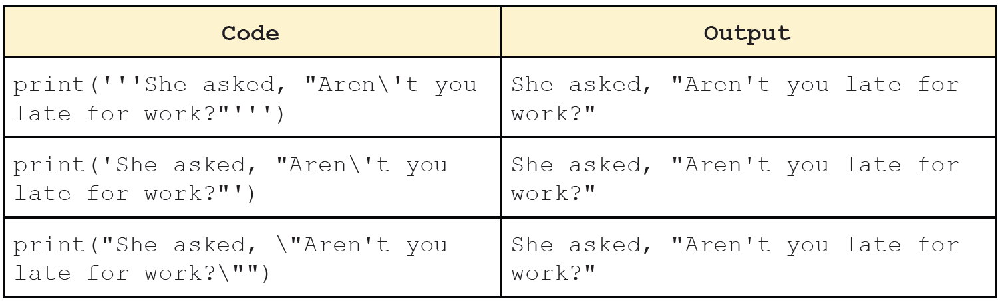 Code
Output
print('''She asked, "Aren\'t you
late for work?"''')
She asked, "Aren't you late for
work?"
print('She asked, "Aren\'t you
late for work?"')
She asked, "Aren't you late for
work?"
print("She asked, \"Aren't you
late for work?\"")
She asked, "Aren't you late for
work?"